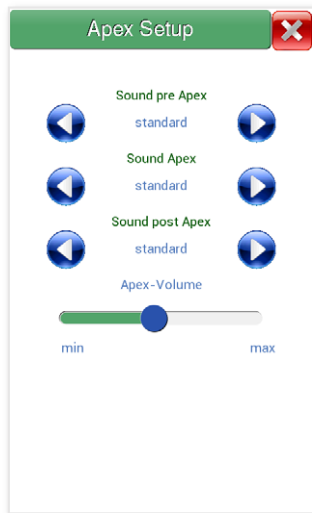 Apex Setup
Sound pre Apex
standard
Sound Apex
standard
Sound post Apex
standard
Apex-Volume
min max